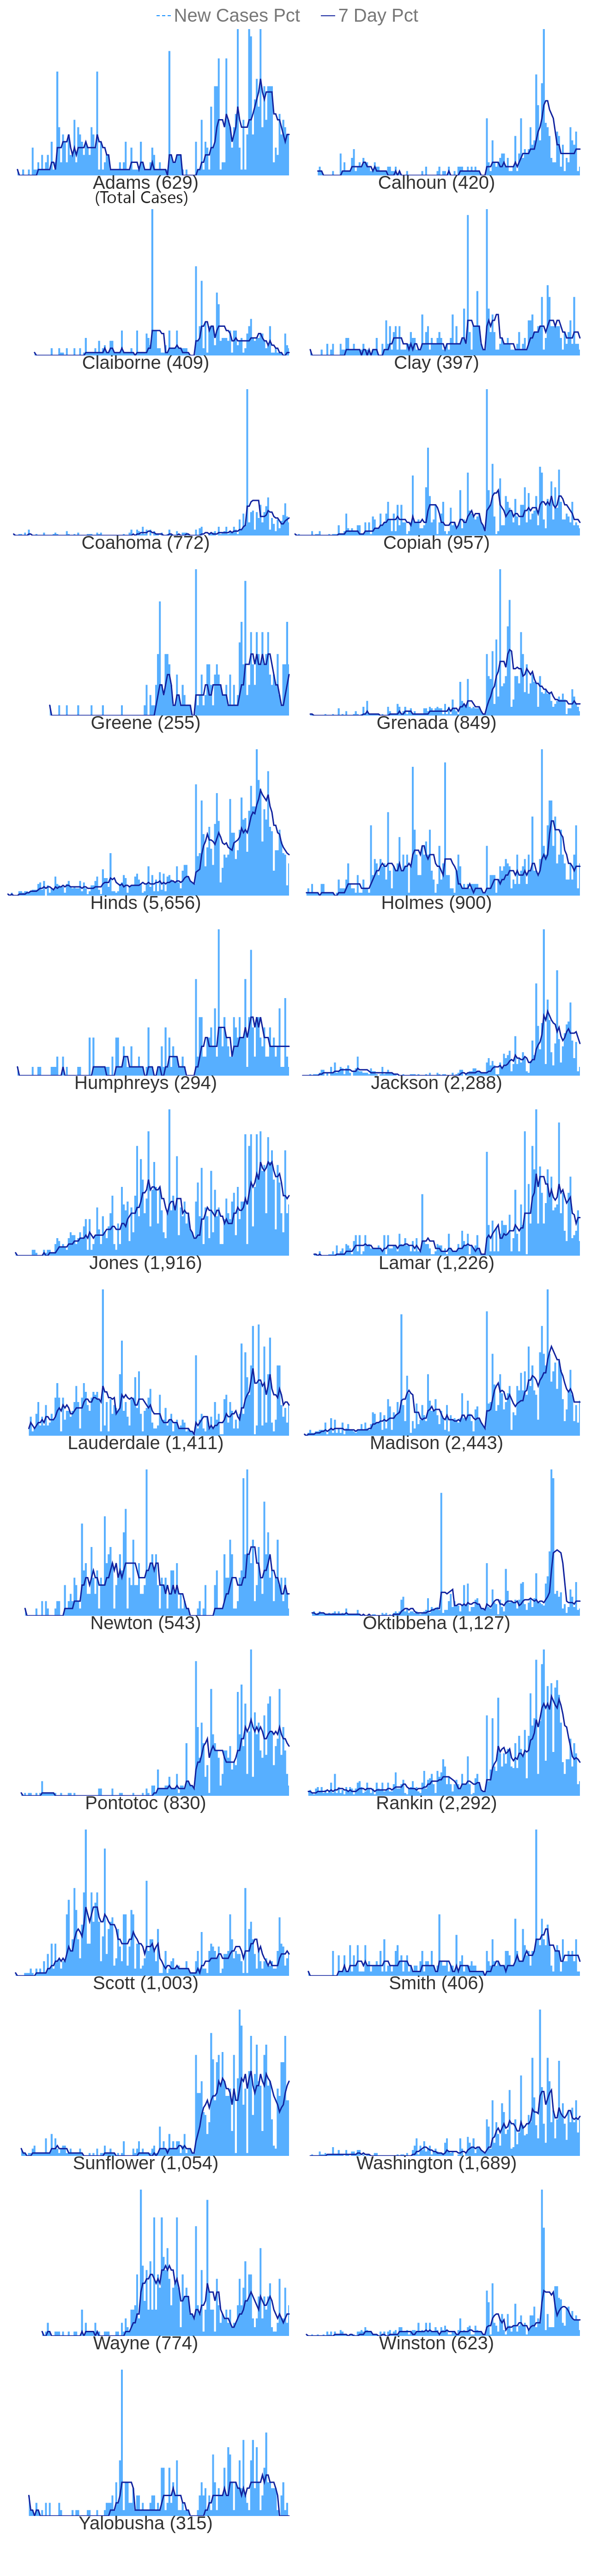 New Cases Pct 7 Day Pct
Adams (629) Calhoun (420)
(Total Cases)
Claiborne (409) Clay (397)
Coahoma (772) Copiah (957)
Greene (255) Grenada (849)
Hinds (5,656) Holmes (900)
Humphreys (294) Jackson (2,288)
Jones (1,916) Lamar (1,226)
Lauderdale (1,411) Madison (2,443)
Newton (543) Oktibbeha (1,127)
Pontotoc (830) Rankin (2,292)
Scott (1,003) Smith (406)
Sunflower (1,054) Washington (1,689)
Wayne (774) Winston (623)
Yalobusha (315)